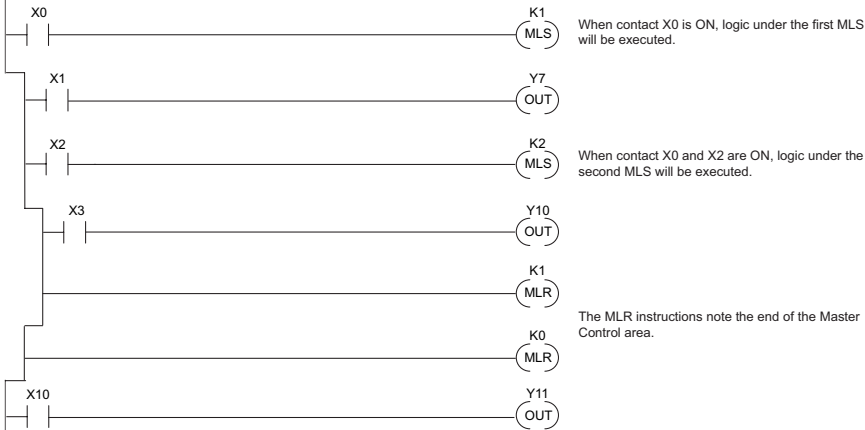 X0
K1
MLS
When contact X0 is ON, logic under the first MLS
will be executed.
X1
Y7
OUT
X2
K2
MLS
When contact X0 and X2 are ON, logic under the
second MLS will be executed.
X3
Y10
OUT
K1
MLR
The MLR instructions note the end of the Master
Control area.
K0
MLR
X10
Y11
OUT